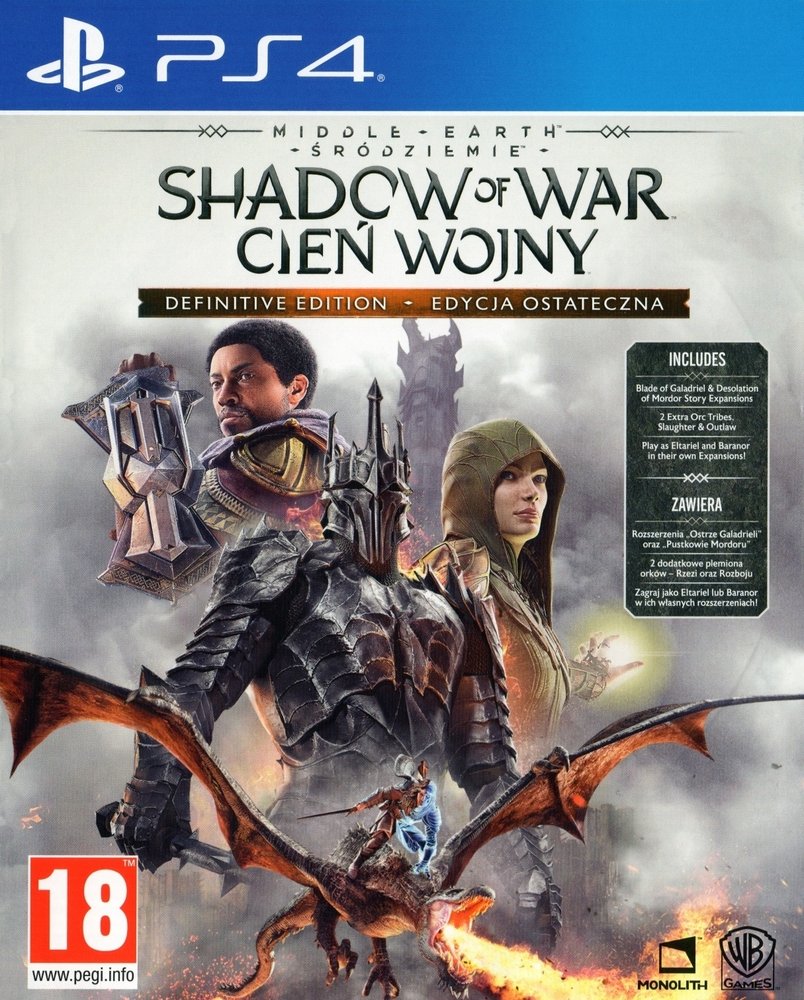 PS4
MIDDLE-EARTH™
ŚRÓDZIEMIE™
SHADOW OF WAR™
CIEŃ WOJNY
DEFINITIVE EDITION - EDYCJA OSTATECZNA
INCLUDES
Blade of Galadriel & Desolation
of Mordor Story Expansions
2 Extra Orc Tribes,
Slaughter & Outlaw
Play as Eltariel and Baranor
in their own Expansions!
ZAWIERA
Rozszerzenia „Ostrze Galadrieli”
oraz „Pustkowie Mordoru”
2 dodatkowe plemiona
orków – Rzezi oraz Rozboju
Zagraj jako Eltariel lub Baranor
w ich własnych rozszerzeniach!
18™
www.pegi.info
MONOLITH
WB
GAMES